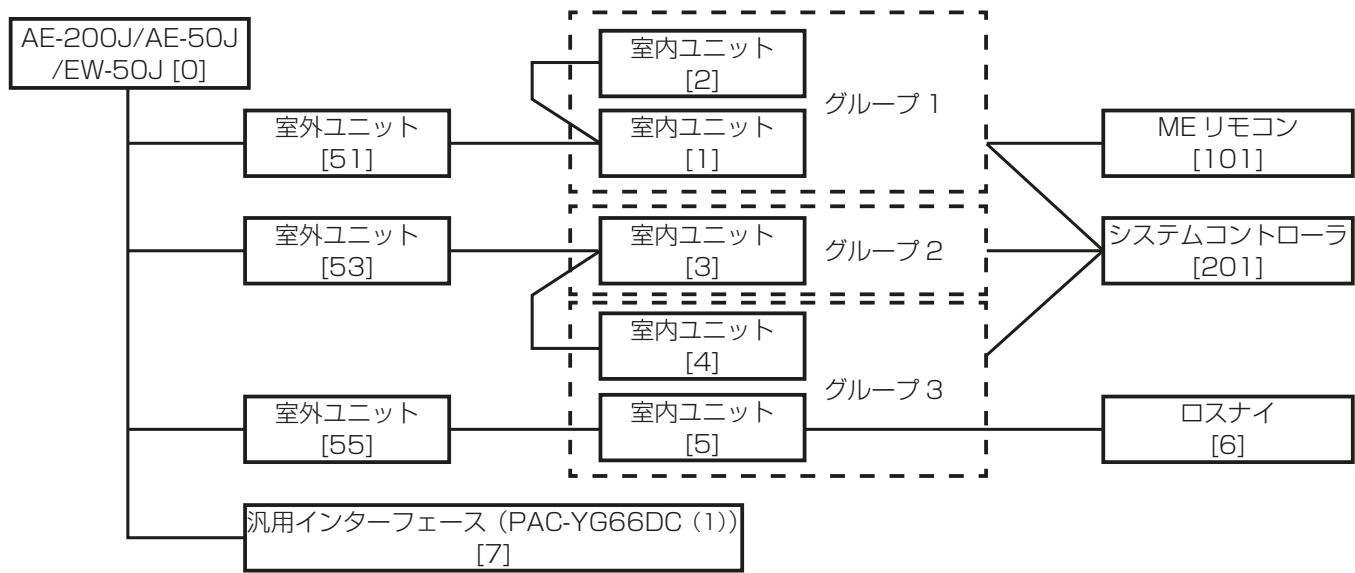 AE-200J/AE-50J
/EW-50J [0]
室内ユニット
[2]
グループ 1
室外ユニット
[51]
室内ユニット
[1]
ME リモコン
[101]
室外ユニット
[53]
室内ユニット
[3]
グループ 2
システムコントローラ
[201]
室内ユニット
[4]
グループ 3
室外ユニット
[55]
室内ユニット
[5]
ロスナイ
[6]
汎用インターフェース（PAC-YG66DC（1））
[7]